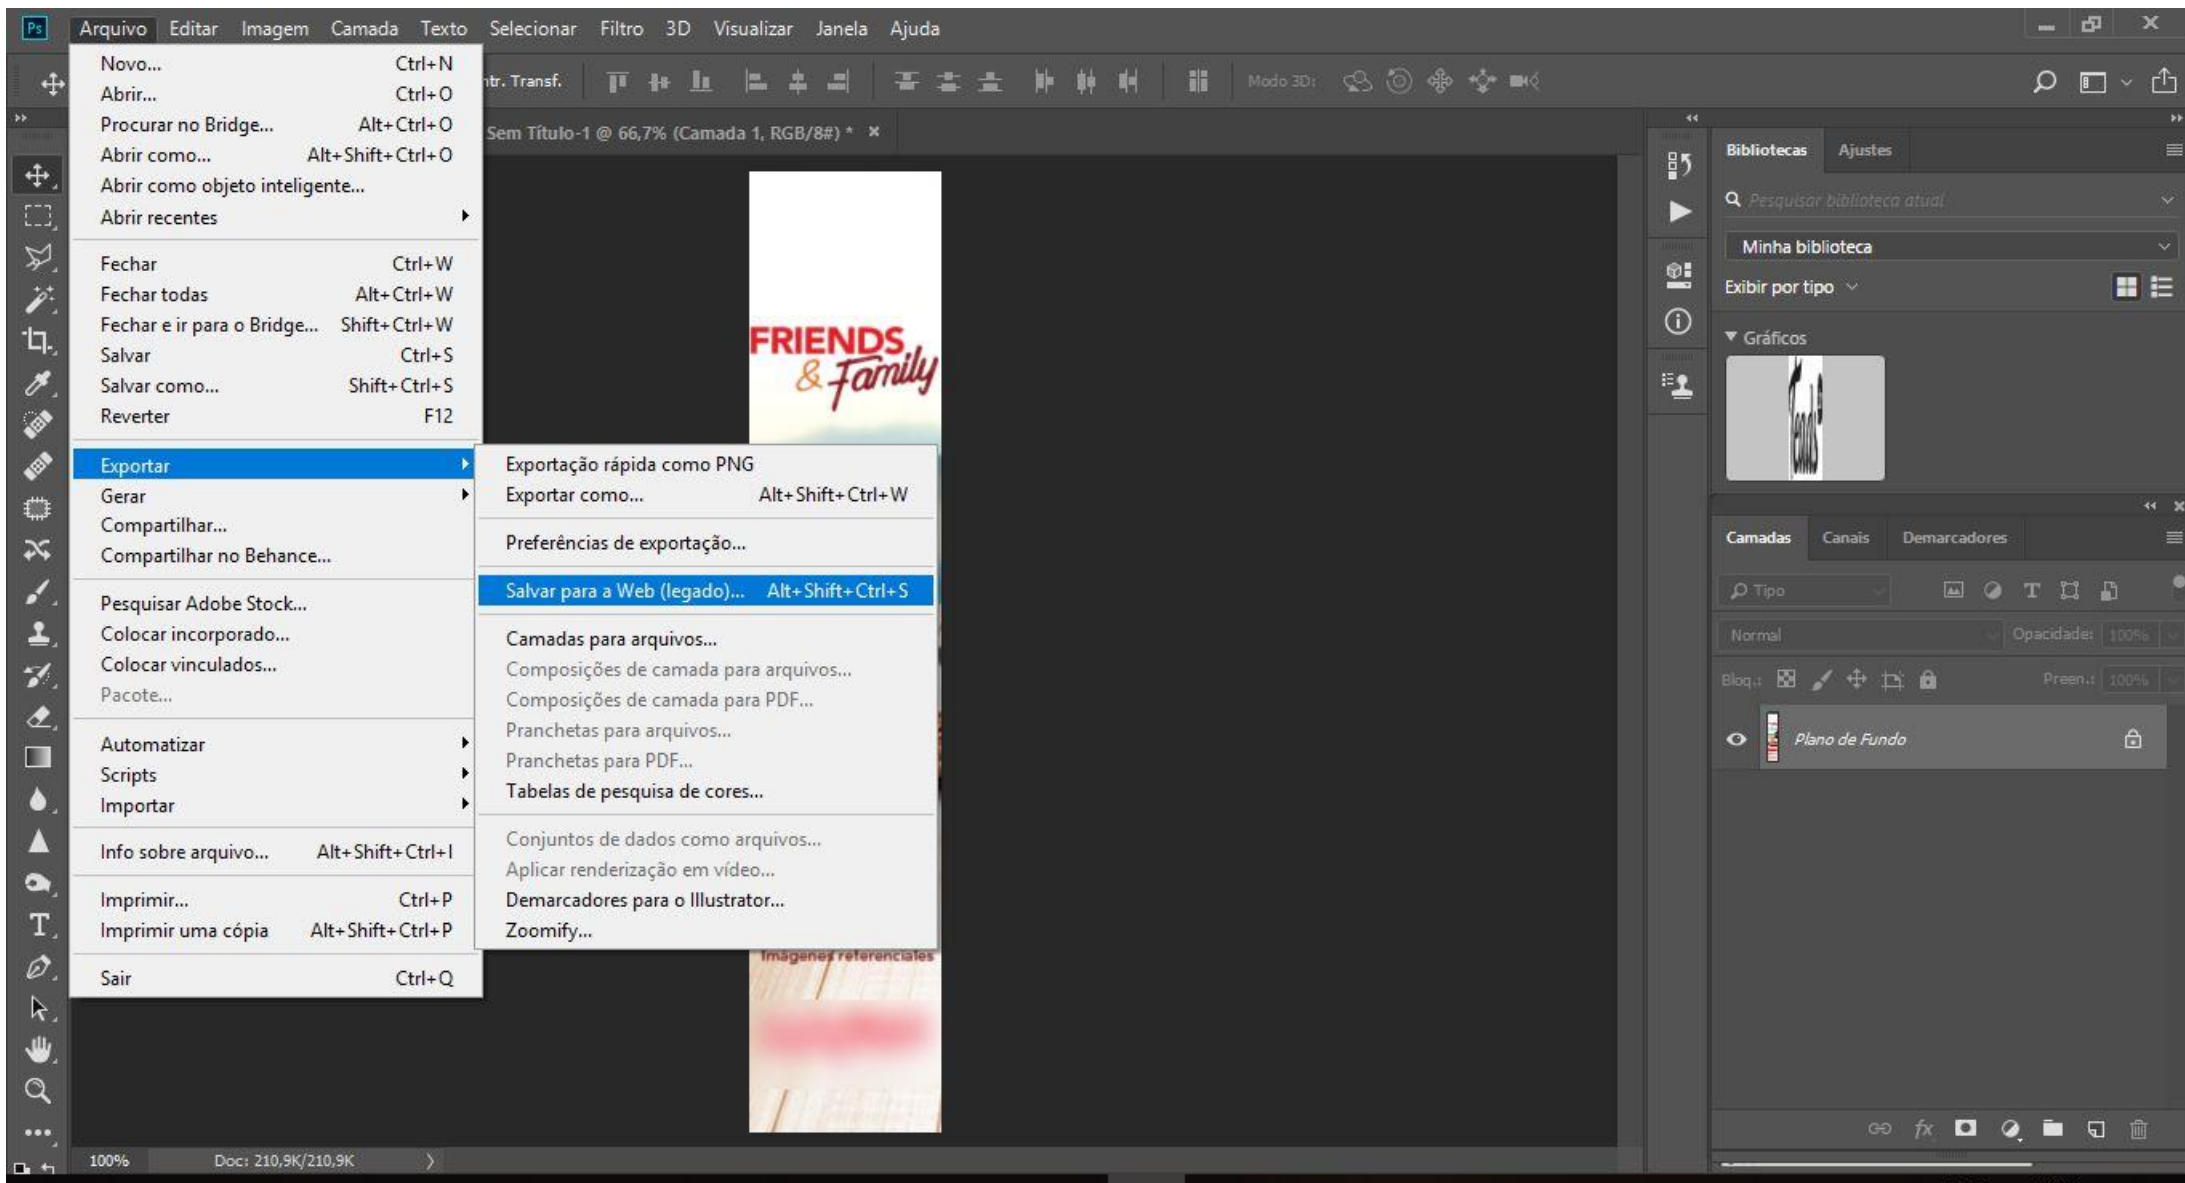 Ps Arquivo Editar Imagem Camada Texto Selecionar Filtro 3D Visualizar Janela Ajuda
ntr. Transf. Modo 3D:
Sem Título-1 @ 66,7% (Camada 1, RGB/8#) * ×
Novo... Ctrl+N
Abrir... Ctrl+O
Procurar no Bridge... Alt+Ctrl+O
Abrir como... Alt+Shift+Ctrl+O
Abrir como objeto inteligente...
Abrir recentes
Fechar Ctrl+W
Fechar todas Alt+Ctrl+W
Fechar e ir para o Bridge... Shift+Ctrl+W
Salvar Ctrl+S
Salvar como... Shift+Ctrl+S
Reverter F12
Exportar
Gerar
Compartilhar...
Compartilhar no Behance...
Pesquisar Adobe Stock...
Colocar incorporado...
Colocar vinculados...
Pacote...
Automatizar
Scripts
Importar
Info sobre arquivo... Alt+Shift+Ctrl+I
Imprimir... Ctrl+P
Imprimir uma cópia Alt+Shift+Ctrl+P
Sair Ctrl+Q
Exportação rápida como PNG
Exportar como... Alt+Shift+Ctrl+W
Preferências de exportação...
Salvar para a Web (legado)... Alt+Shift+Ctrl+S
Camadas para arquivos...
Composições de camada para arquivos...
Composições de camada para PDF...
Pranchetas para arquivos...
Pranchetas para PDF...
Tabelas de pesquisa de cores...
Conjuntos de dados como arquivos...
Aplicar renderização em vídeo...
Demarcadores para o Illustrator...
Zoomify...
FRIENDS
& Family
Imágenes referenciales
100% Doc: 210,9K/210,9K
Bibliotecas Ajustes
Pesquisar biblioteca atual
Minha biblioteca
Exibir por tipo
Gráficos
Camadas Canais Demarcadores
Tipo
Normal Opacidade: 100%
Bloq.: Preen.: 100%
Plano de Fundo
fx